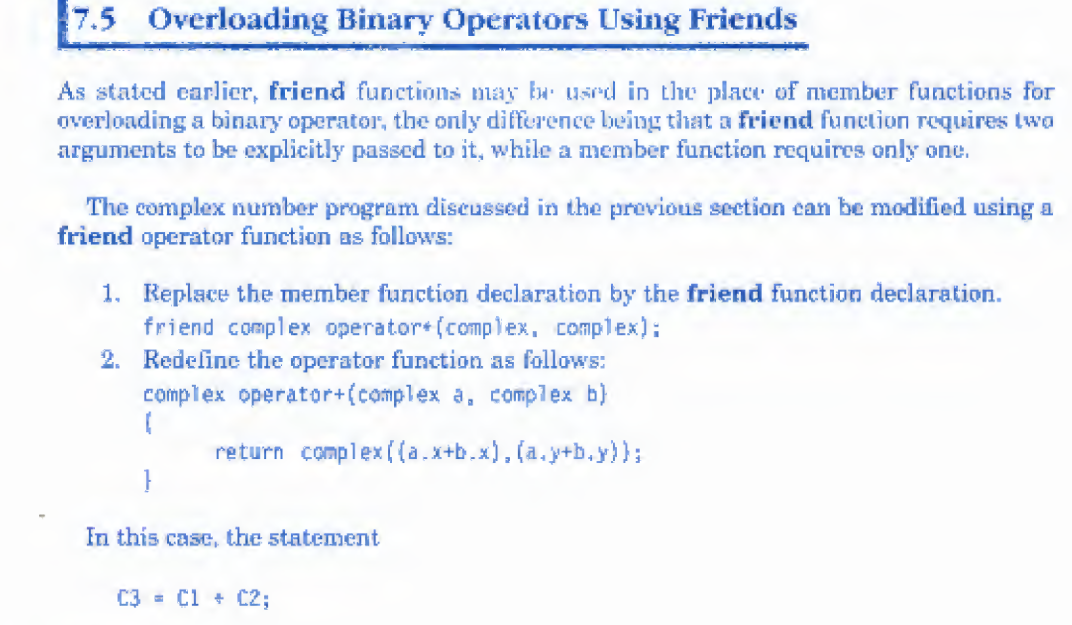 7.5 Overloading Binary Operators Using Friends
As stated earlier, friend functions may be used in the place of member functions for
overloading a binary operator, the only difference being that a friend function requires two
arguments to be explicitly passed to it, while a member function requires only one.
The complex number program discussed in the previous section can be modified using a
friend operator function as follows:
1. Replace the member function declaration by the friend function declaration.
friend complex operator+(complex, complex);
2. Redefine the operator function as follows:
complex operator+(complex a, complex b)
{
return complex((a.x+b.x),(a.y+b.y));
}
In this case, the statement
C3 = C1 + C2;